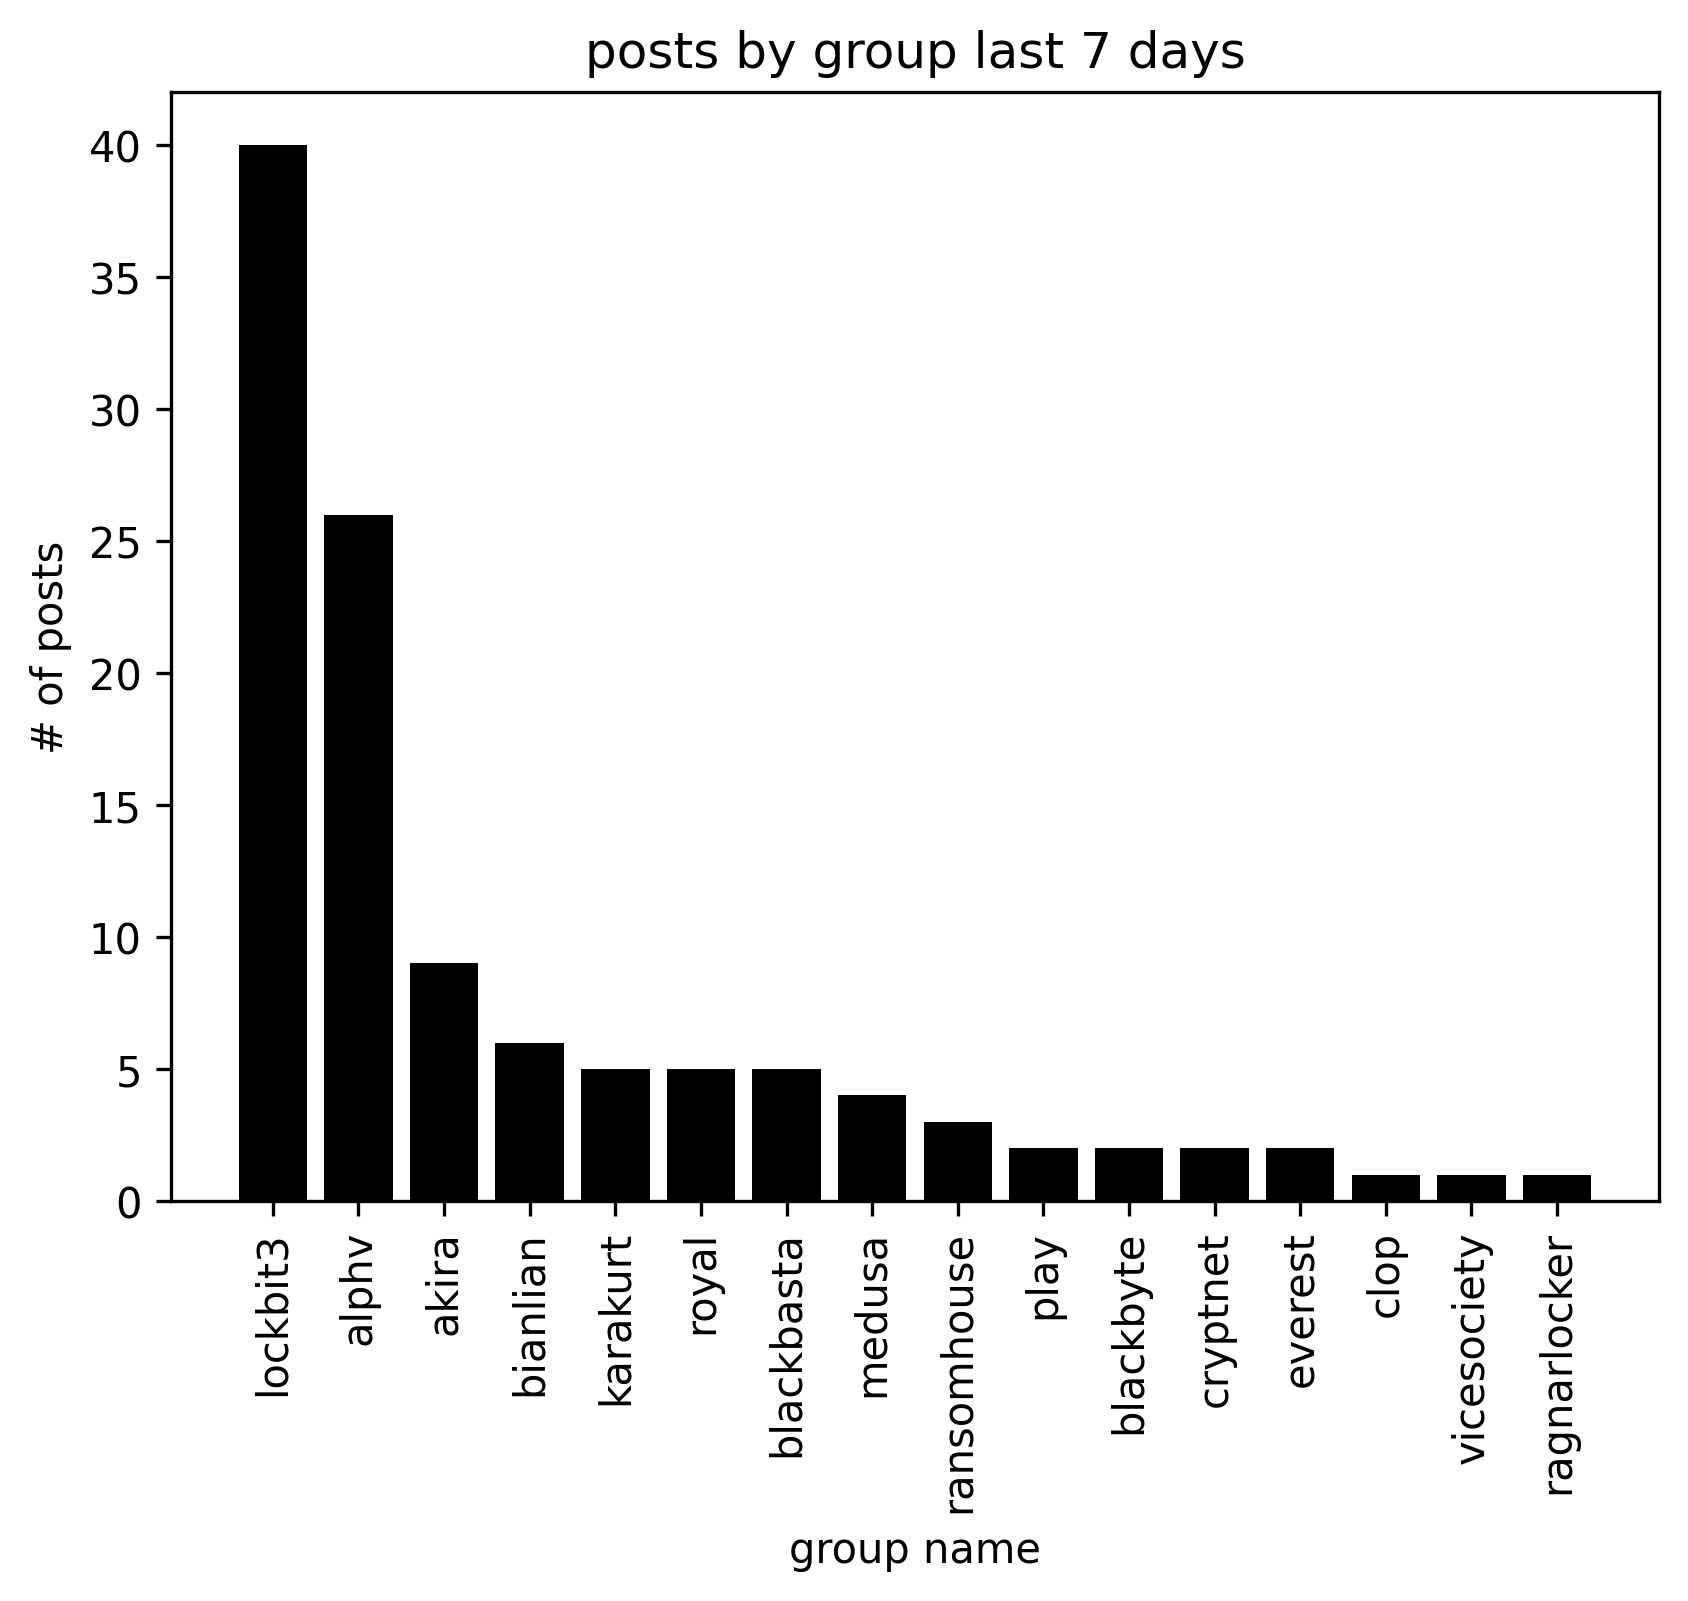 posts by group last 7 days
# of posts
40
35
30
25
20
15
10
5
0
lockbit3
alphv
akira
bianlian
karakurt
royal
blackbasta
medusa
ransomhouse
play
blackbyte
cryptnet
everest
clop
vicesociety
ragnarlocker
group name